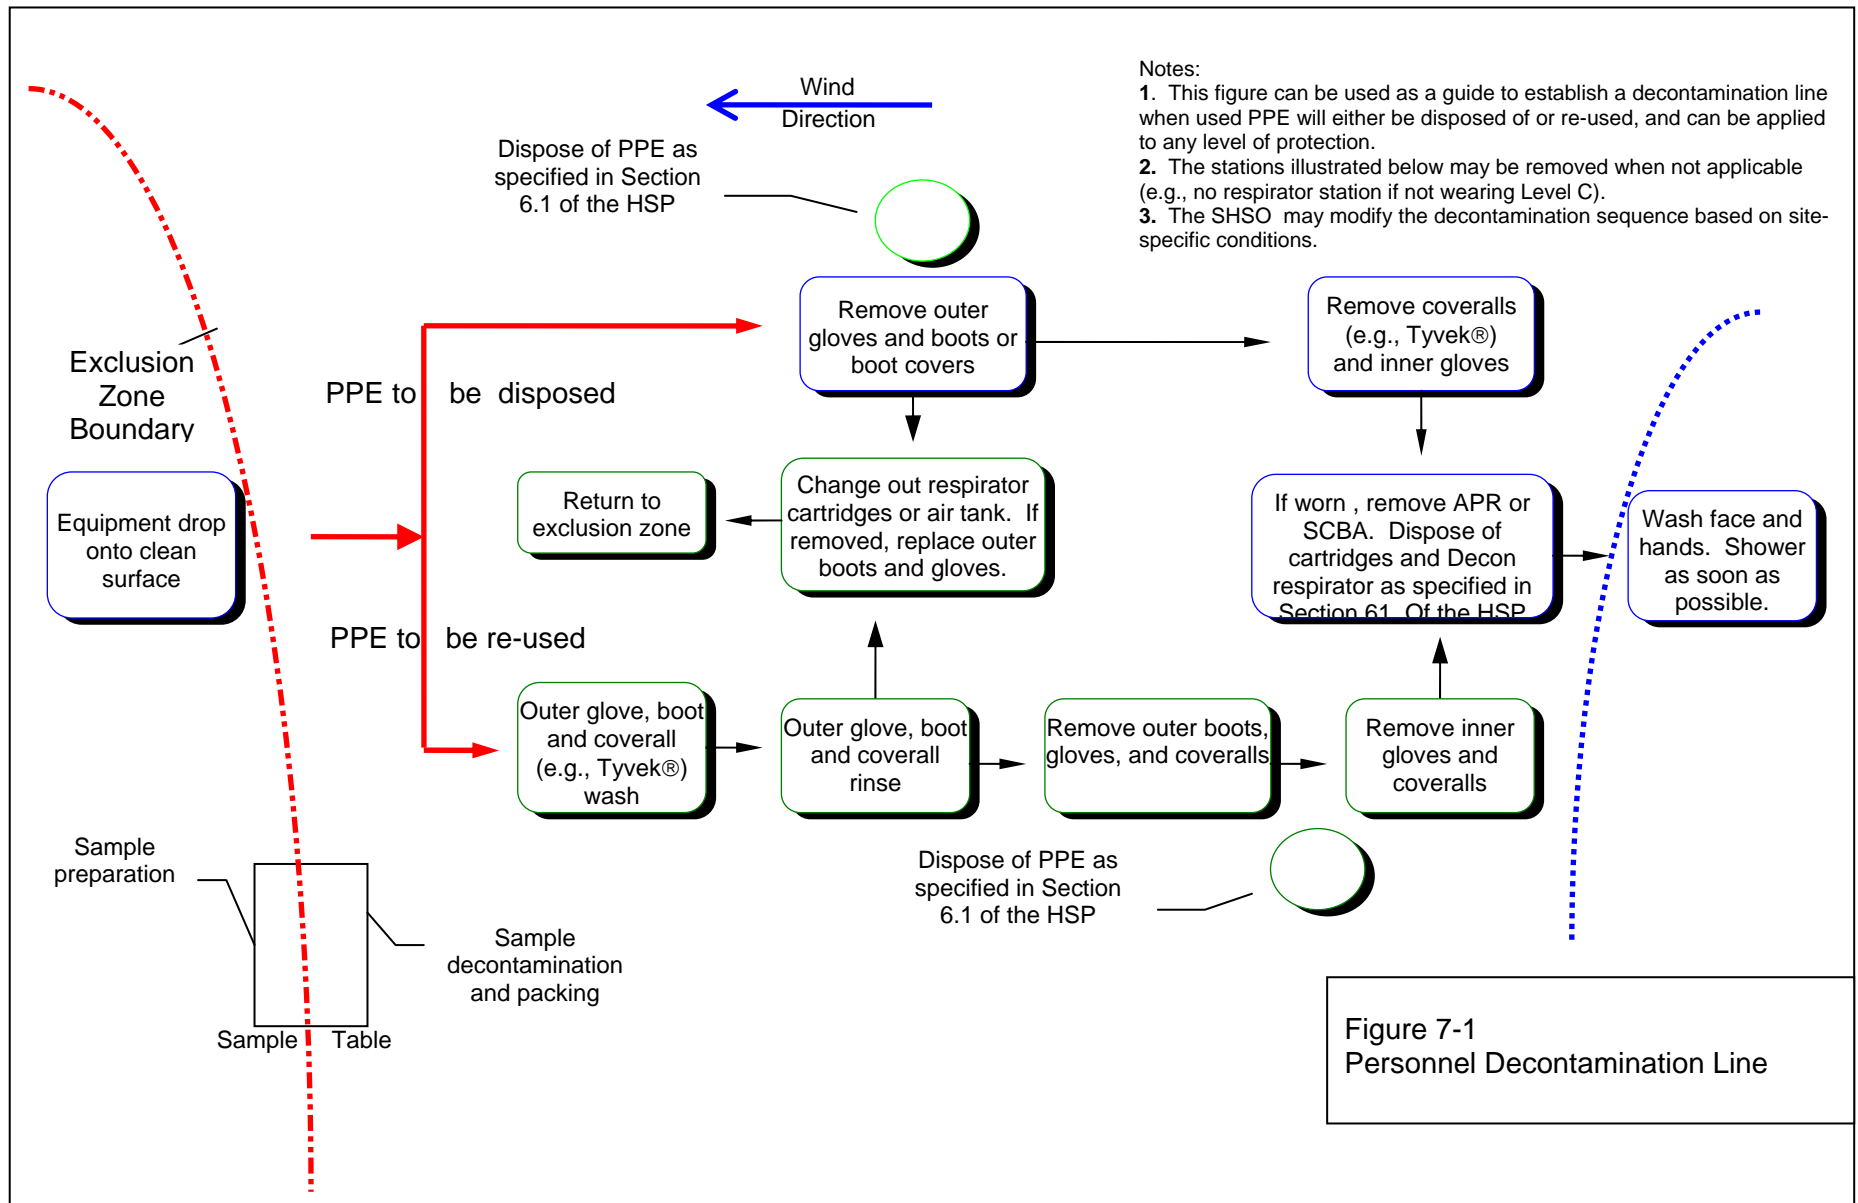 Wind
Direction
Notes:
1. This figure can be used as a guide to establish a decontamination line
when used PPE will either be disposed of or re-used, and can be applied
to any level of protection.
2. The stations illustrated below may be removed when not applicable
(e.g., no respirator station if not wearing Level C).
3. The SHSO may modify the decontamination sequence based on site-
specific conditions.
Dispose of PPE as
specified in Section
6.1 of the HSP
Exclusion
Zone
Boundary
Remove outer
gloves and boots or
boot covers
Remove coveralls
(e.g., Tyvek®)
and inner gloves
PPE to be disposed
Equipment drop
onto clean
surface
Return to
exclusion zone
Change out respirator
cartridges or air tank. If
removed, replace outer
boots and gloves.
If worn , remove APR or
SCBA. Dispose of
cartridges and Decon
respirator as specified in
Section 61. Of the HSP
Wash face and
hands. Shower
as soon as
possible.
PPE to be re-used
Outer glove, boot
and coverall
(e.g., Tyvek®)
wash
Outer glove, boot
and coverall
rinse
Remove outer boots,
gloves, and coveralls
Remove inner
gloves and
coveralls
Sample
preparation
Dispose of PPE as
specified in Section
6.1 of the HSP
Sample
decontamination
and packing
Sample Table
Figure 7-1
Personnel Decontamination Line